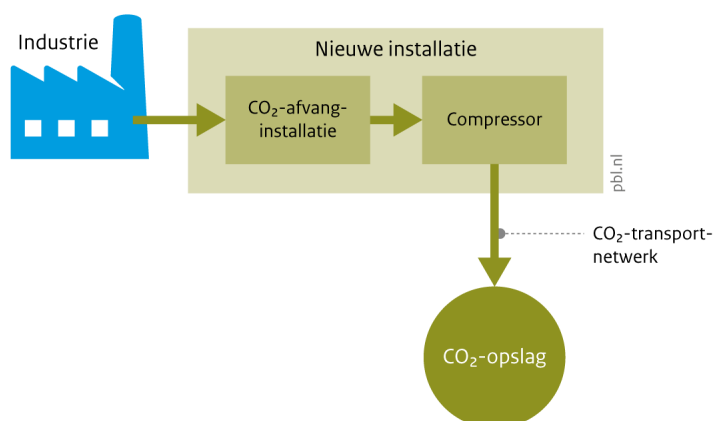 Industrie
Nieuwe installatie
CO₂-afvang-
installatie
Compressor
pbl.nl
CO₂-transport-
netwerk
CO₂-opslag